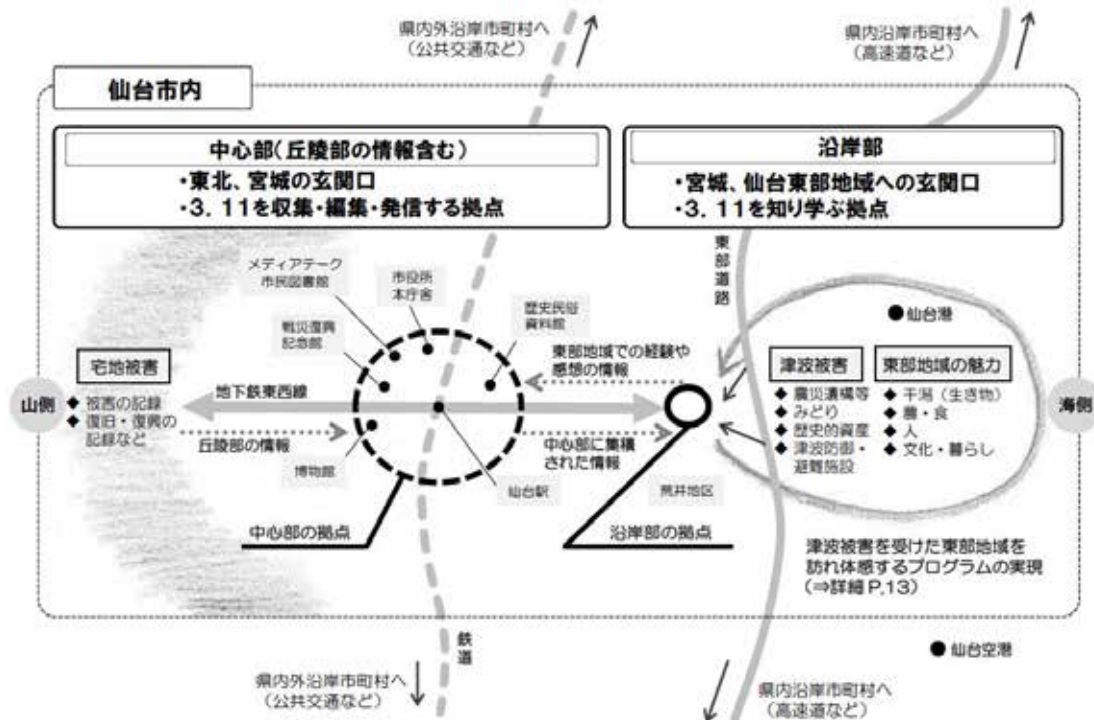 県内外沿岸市町村へ
(公共交通など)
県内沿岸市町村へ
(高速道など)
仙台市内
中心部(丘陵部の情報含む)
・東北、宮城の玄関口
・3. 11を収集・編集・発信する拠点
沿岸部
・宮城、仙台東部地域への玄関口
・3. 11を知り学ぶ拠点
東部道路
メディアテーク
市民図書館
市役所
本庁舎
歴史民俗
資料館
戦災復興
記念館
東部地域での経験や
感想の情報
仙台港
宅地被害
山側
◆ 被害の記録
◆ 復旧・復興の
記録など
地下鉄東西線
丘陵部の情報
博物館
仙台駅
中心部に集積
された情報
荒井地区
津波被害
◆ 震災遺構等
◆ みどり
◆ 歴史的資産
◆ 津波防御・
避難施設
東部地域の魅力
◆ 干潟(生き物)
◆ 農・食
◆ 人
◆ 文化・暮らし
海側
中心部の拠点
沿岸部の拠点
津波被害を受けた東部地域を
訪れ体感するプログラムの実現
(⇒詳細 P.13)
鉄道
仙台空港
県内外沿岸市町村へ
(公共交通など)
県内沿岸市町村へ
(高速道など)